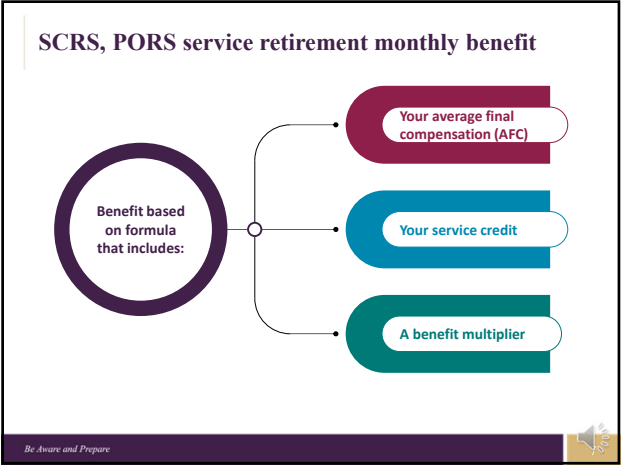 SCRS, PORS service retirement monthly benefit
Benefit based
on formula
that includes:
Your average final
compensation (AFC)
Your service credit
A benefit multiplier
Be Aware and Prepare